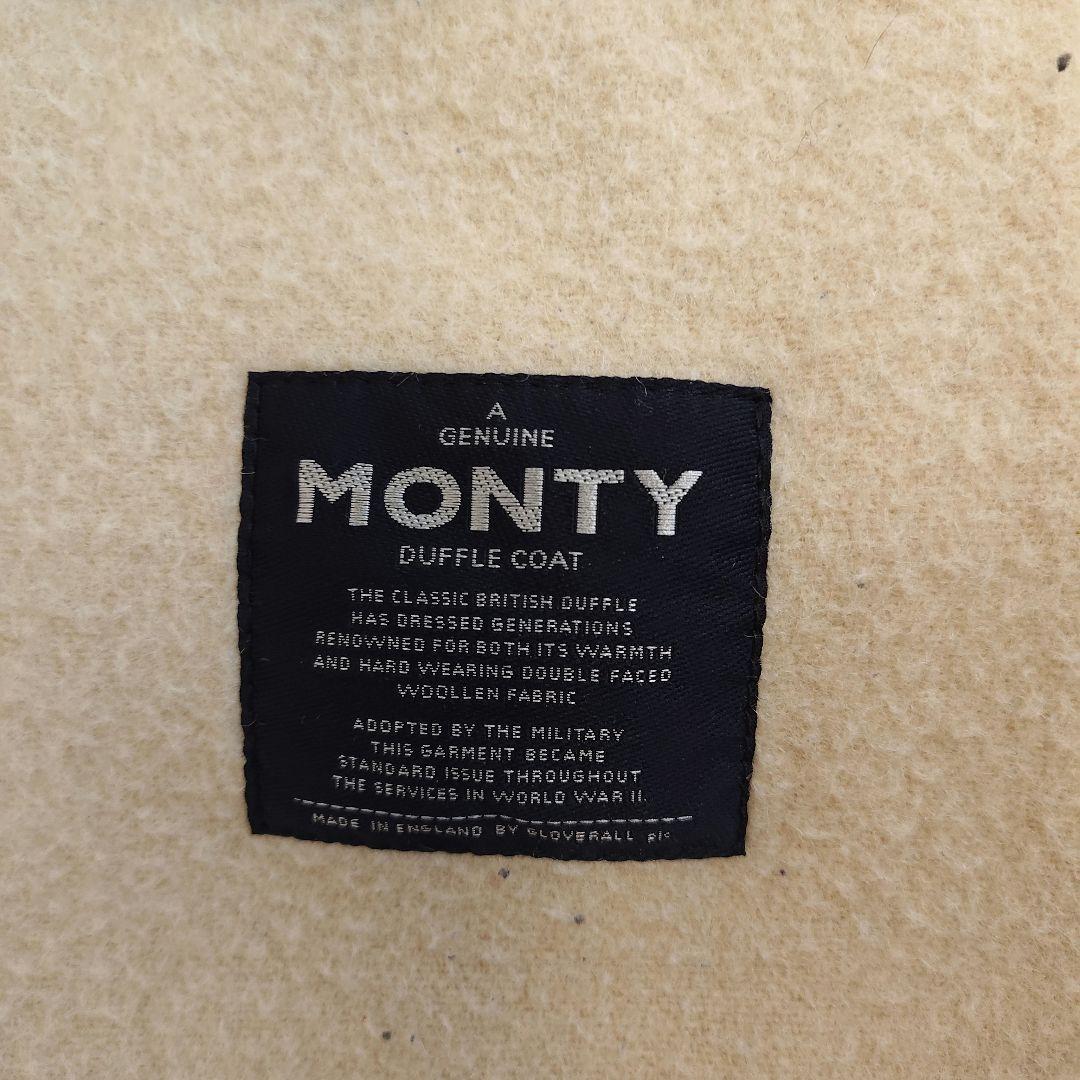 A
GENUINE
MONTY
DUFFLE COAT
THE CLASSIC BRITISH DUFFLE
HAS DRESSED GENERATIONS
RENOWNED FOR BOTH ITS WARMTH
AND HARD WEARING DOUBLE FACED
WOOLLEN FABRIC
ADOPTED BY THE MILITARY
THIS GARMENT BECAME
STANDARD ISSUE THROUGHOUT
THE SERVICES IN WORLD WAR II.
MADE IN ENGLAND BY GLOVERALL plc